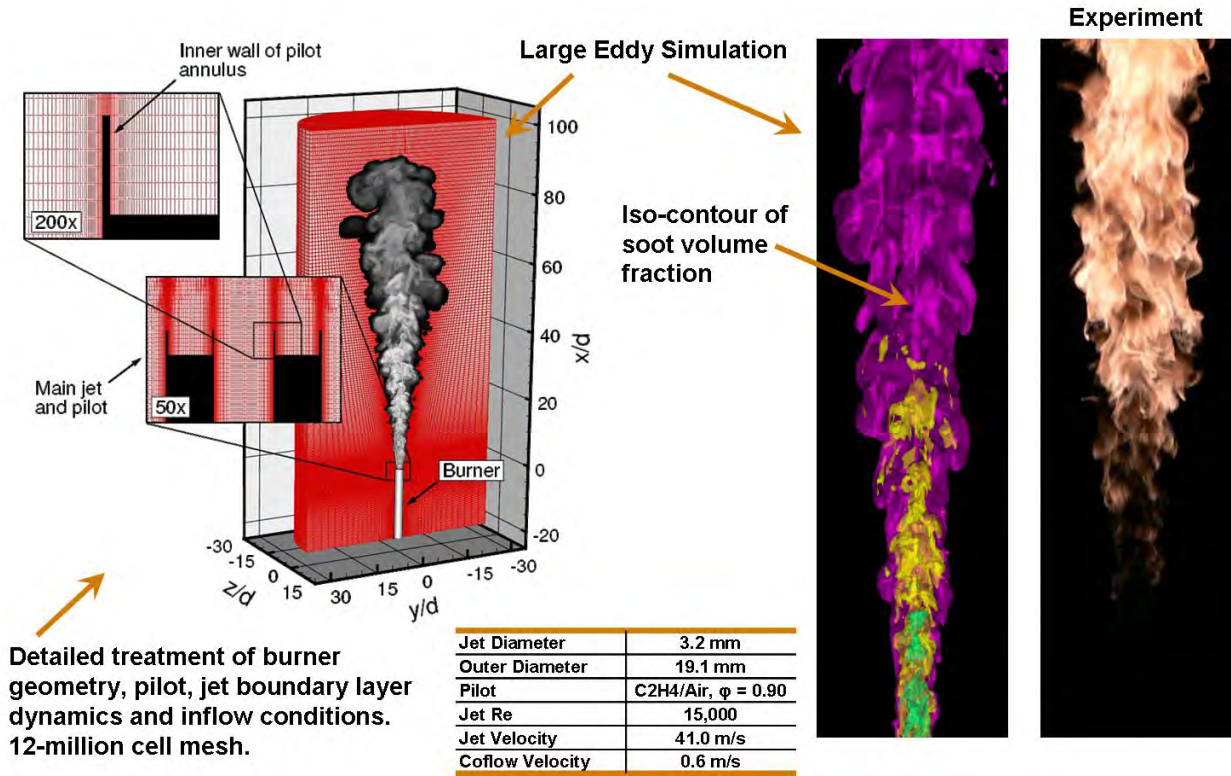 Experiment
Large Eddy Simulation
Inner wall of pilot
annulus
200x
100
80
60
40
20
0
-20
x/d
Iso-contour of
soot volume
fraction
Main jet
and pilot
50x
Burner
-30
-15
0
15
z/d
30
15
0
-15
-30
y/d
Detailed treatment of burner
geometry, pilot, jet boundary layer
dynamics and inflow conditions.
12-million cell mesh.
Jet Diameter 3.2 mm
Outer Diameter 19.1 mm
Pilot C2H4/Air, φ = 0.90
Jet Re 15,000
Jet Velocity 41.0 m/s
Coflow Velocity 0.6 m/s